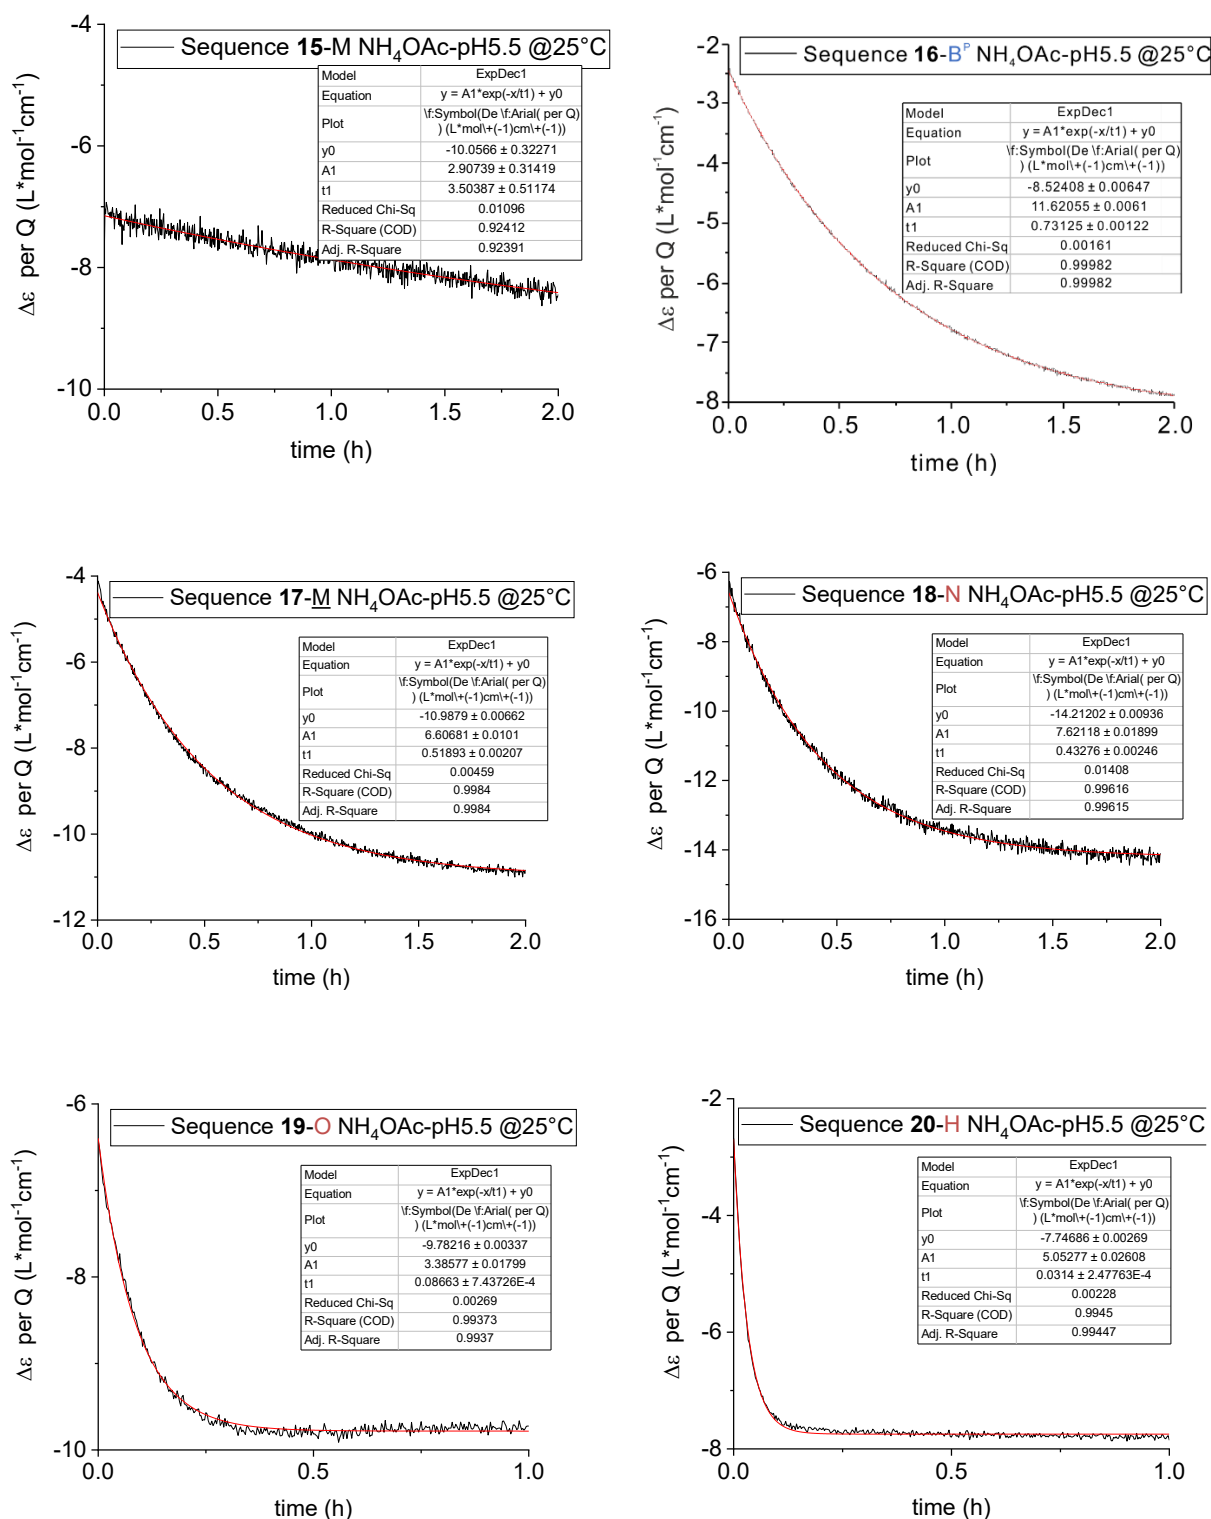 Sequence 15-M NH4OAc-pH5.5 @25°C
Model ExpDec1
Equation y = A1*exp(-x/t1) + y0
Plot \f:Symbol(De \f:Arial( per Q)
) (L*mol\+(-1)cm\+(-1))
y0 -10.0566 ± 0.32271
A1 2.90739 ± 0.31419
t1 3.50387 ± 0.51174
Reduced Chi-Sq 0.01096
R-Square (COD) 0.92412
Adj. R-Square 0.92391
Δε per Q (L*mol-1cm-1)
-4
-6
-8
-10
0.0 0.5 1.0 1.5 2.0
time (h)
Sequence 16-BP NH4OAc-pH5.5 @25°C
Model ExpDec1
Equation y = A1*exp(-x/t1) + y0
Plot \f:Symbol(De \f:Arial( per Q)
) (L*mol\+(-1)cm\+(-1))
y0 -8.52408 ± 0.00647
A1 11.62055 ± 0.0061
t1 0.73125 ± 0.00122
Reduced Chi-Sq 0.00161
R-Square (COD) 0.99982
Adj. R-Square 0.99982
Δε per Q (L*mol-1cm-1)
-2
-3
-4
-5
-6
-7
-8
0.0 0.5 1.0 1.5 2.0
time (h)
Sequence 17-M NH4OAc-pH5.5 @25°C
Model ExpDec1
Equation y = A1*exp(-x/t1) + y0
Plot \f:Symbol(De \f:Arial( per Q)
) (L*mol\+(-1)cm\+(-1))
y0 -10.9879 ± 0.00662
A1 6.60681 ± 0.0101
t1 0.51893 ± 0.00207
Reduced Chi-Sq 0.00459
R-Square (COD) 0.9984
Adj. R-Square 0.9984
Δε per Q (L*mol-1cm-1)
-4
-6
-8
-10
-12
0.0 0.5 1.0 1.5 2.0
time (h)
Sequence 18-N NH4OAc-pH5.5 @25°C
Model ExpDec1
Equation y = A1*exp(-x/t1) + y0
Plot \f:Symbol(De \f:Arial( per Q)
) (L*mol\+(-1)cm\+(-1))
y0 -14.21202 ± 0.00936
A1 7.62118 ± 0.01899
t1 0.43276 ± 0.00246
Reduced Chi-Sq 0.01408
R-Square (COD) 0.99616
Adj. R-Square 0.99615
Δε per Q (L*mol-1cm-1)
-6
-8
-10
-12
-14
-16
0.0 0.5 1.0 1.5 2.0
time (h)
Sequence 19-O NH4OAc-pH5.5 @25°C
Model ExpDec1
Equation y = A1*exp(-x/t1) + y0
Plot \f:Symbol(De \f:Arial( per Q)
) (L*mol\+(-1)cm\+(-1))
y0 -9.78216 ± 0.00337
A1 3.38577 ± 0.01799
t1 0.08663 ± 7.43726E-4
Reduced Chi-Sq 0.00269
R-Square (COD) 0.99373
Adj. R-Square 0.9937
Δε per Q (L*mol-1cm-1)
-6
-8
-10
0.0 0.5 1.0
time (h)
Sequence 20-H NH4OAc-pH5.5 @25°C
Model ExpDec1
Equation y = A1*exp(-x/t1) + y0
Plot \f:Symbol(De \f:Arial( per Q)
) (L*mol\+(-1)cm\+(-1))
y0 -7.74686 ± 0.00269
A1 5.05277 ± 0.02608
t1 0.0314 ± 2.47763E-4
Reduced Chi-Sq 0.00228
R-Square (COD) 0.9945
Adj. R-Square 0.99447
Δε per Q (L*mol-1cm-1)
-2
-4
-6
-8
0.0 0.5 1.0
time (h)